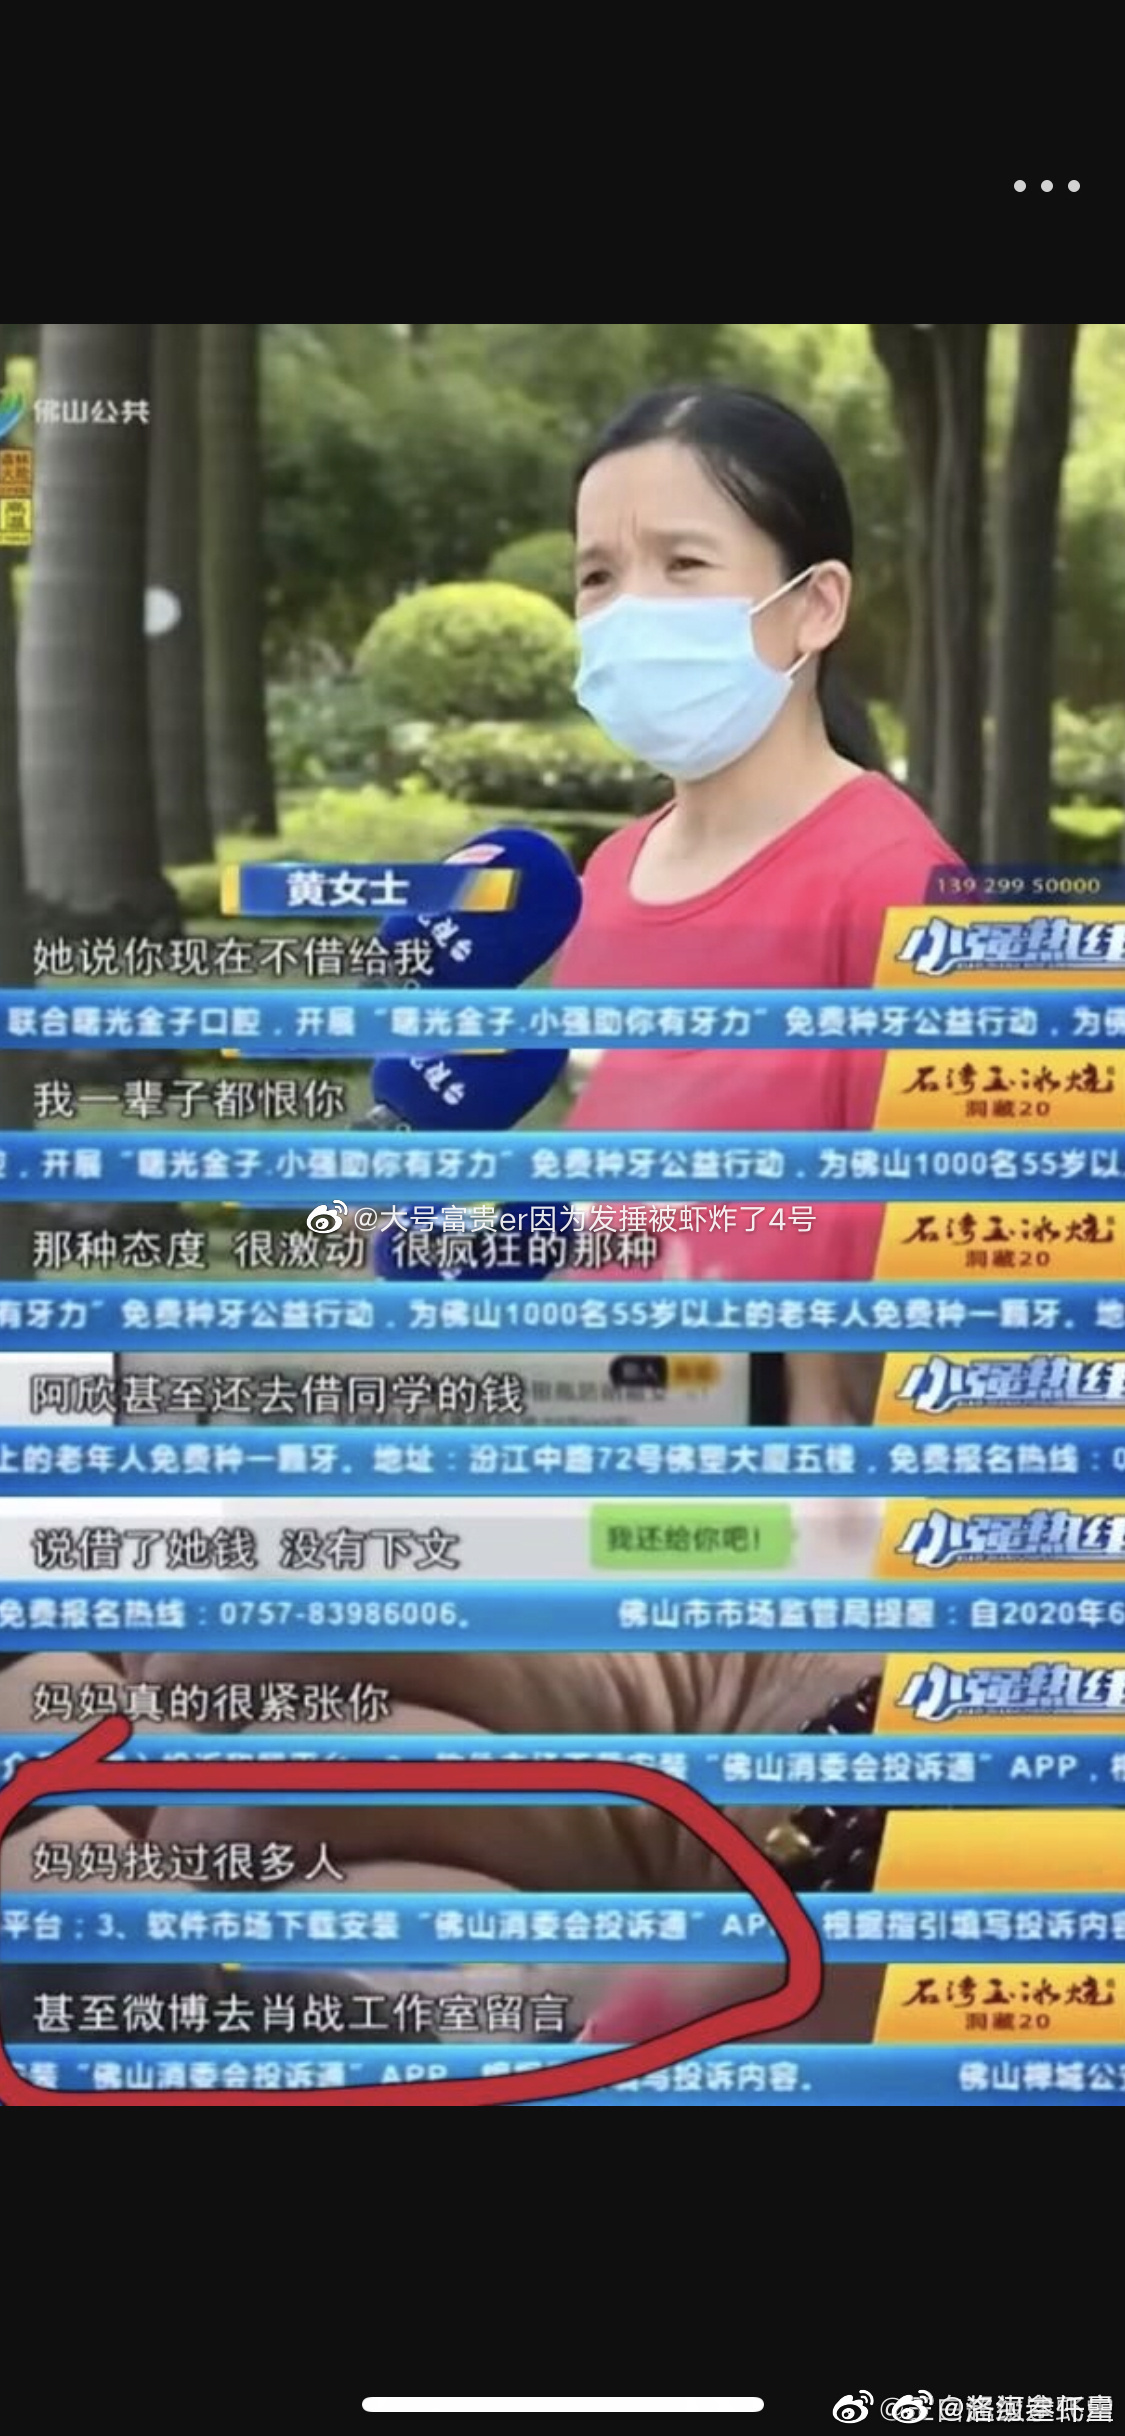 佛山公共
森林
高温
黄女士
139 299 50000
她说你现在不借给我
小强热线
联合曙光金子口腔，开展“曙光金子.小强助你有牙力”免费种牙公益行动，为佛
我一辈子都恨你
石湾玉冰烧
洞藏20
，开展“曙光金子.小强助你有牙力”免费种牙公益行动，为佛山1000名55岁以
@大号富贵er因为发捶被虾炸了4号
那种态度 很激动 很疯狂的那种
石湾玉冰烧
洞藏20
有牙力”免费种牙公益行动，为佛山1000名55岁以上的老年人免费种一颗牙。地
阿欣甚至还去借同学的钱
小强热线
上的老年人免费种一颗牙。地址：汾江中路72号佛塑大厦五楼，免费报名热线：0
我还给你吧！
说借了她钱 没有下文
小强热线
免费报名热线：0757-83986006。 佛山市市场监管局提醒：自2020年6
妈妈真的很紧张你
小强热线
“佛山消委会投诉通”APP，根
妈妈找过很多人
平台；3、软件市场下载安装“佛山消委会投诉通”AP 根据指引填写投诉内容
甚至微博去肖战工作室留言
石湾玉冰烧
洞藏20
装“佛山消委会投诉通”APP 写投诉内容。 佛山禅城公安